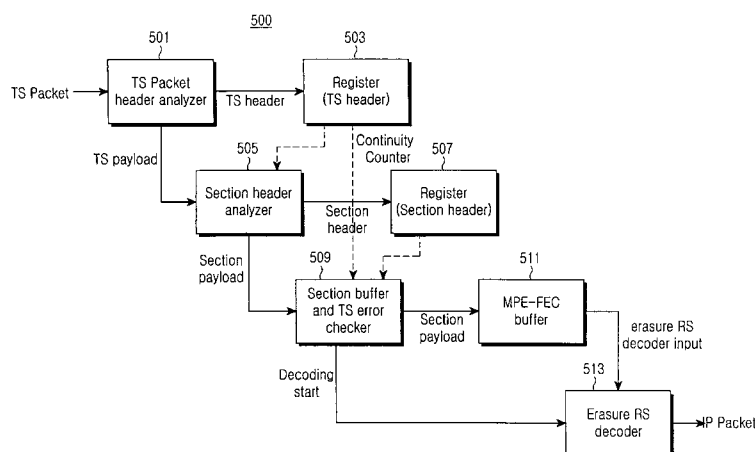 500
501
503
TS Packet
TS Packet
header analyzer
TS header
Register
(TS header)
TS payload
Continuity
Counter
505
507
Section header
analyzer
Section
header
Register
(Section header)
Section
payload
509
511
Section buffer
and TS error
checker
Section
payload
MPE-FEC
buffer
erasure RS
decoder input
Decoding
start
513
Erasure RS
decoder
IP Packet